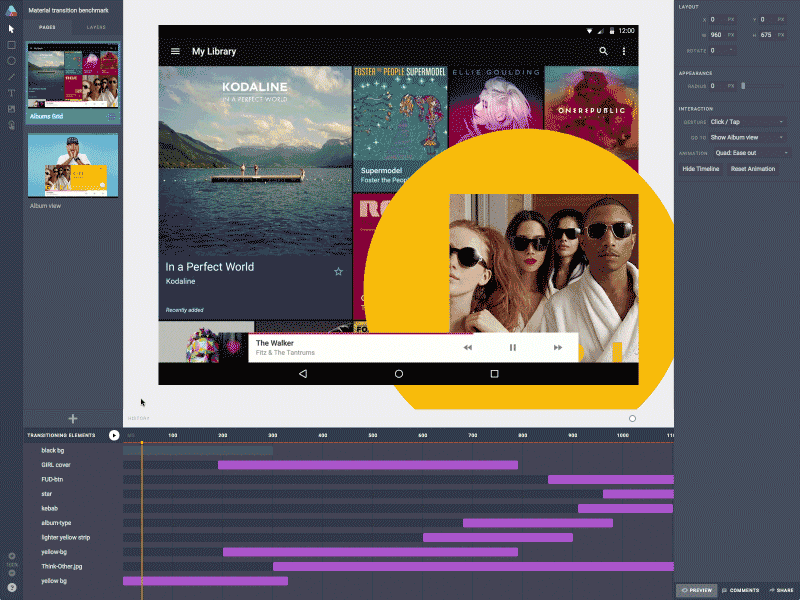 Material transition benchmark
PAGES
LAYERS
Albums Grid
Album view
12:00
My Library
KODALINE
IN A PERFECT WORLD
In a Perfect World
Kodaline
Recently added
FOSTER THE PEOPLE SUPERMODEL
Supermodel
Foster the Peop
ELLIE GOULDING
ONEREPUBLIC
The Walker
Fitz & The Tantrums
HISTORY
LAYOUT
X 0 PX Y 0 PX
W 960 PX H 675 PX
ROTATE 0 °
APPEARANCE
RADIUS 0 PX
INTERACTION
GESTURE Click / Tap
GO TO Show Album view
ANIMATION Quad: Ease out
Hide Timeline Reset Animation
TRANSITIONING ELEMENTS
100 200 300 400 500 600 700 800 900 1000 110
black bg
GIRL cover
FUD-btn
star
kebab
album-type
lighter yellow strip
yellow-bg
Think-Other.jpg
yellow bg
100%
?
PREVIEW COMMENTS SHARE